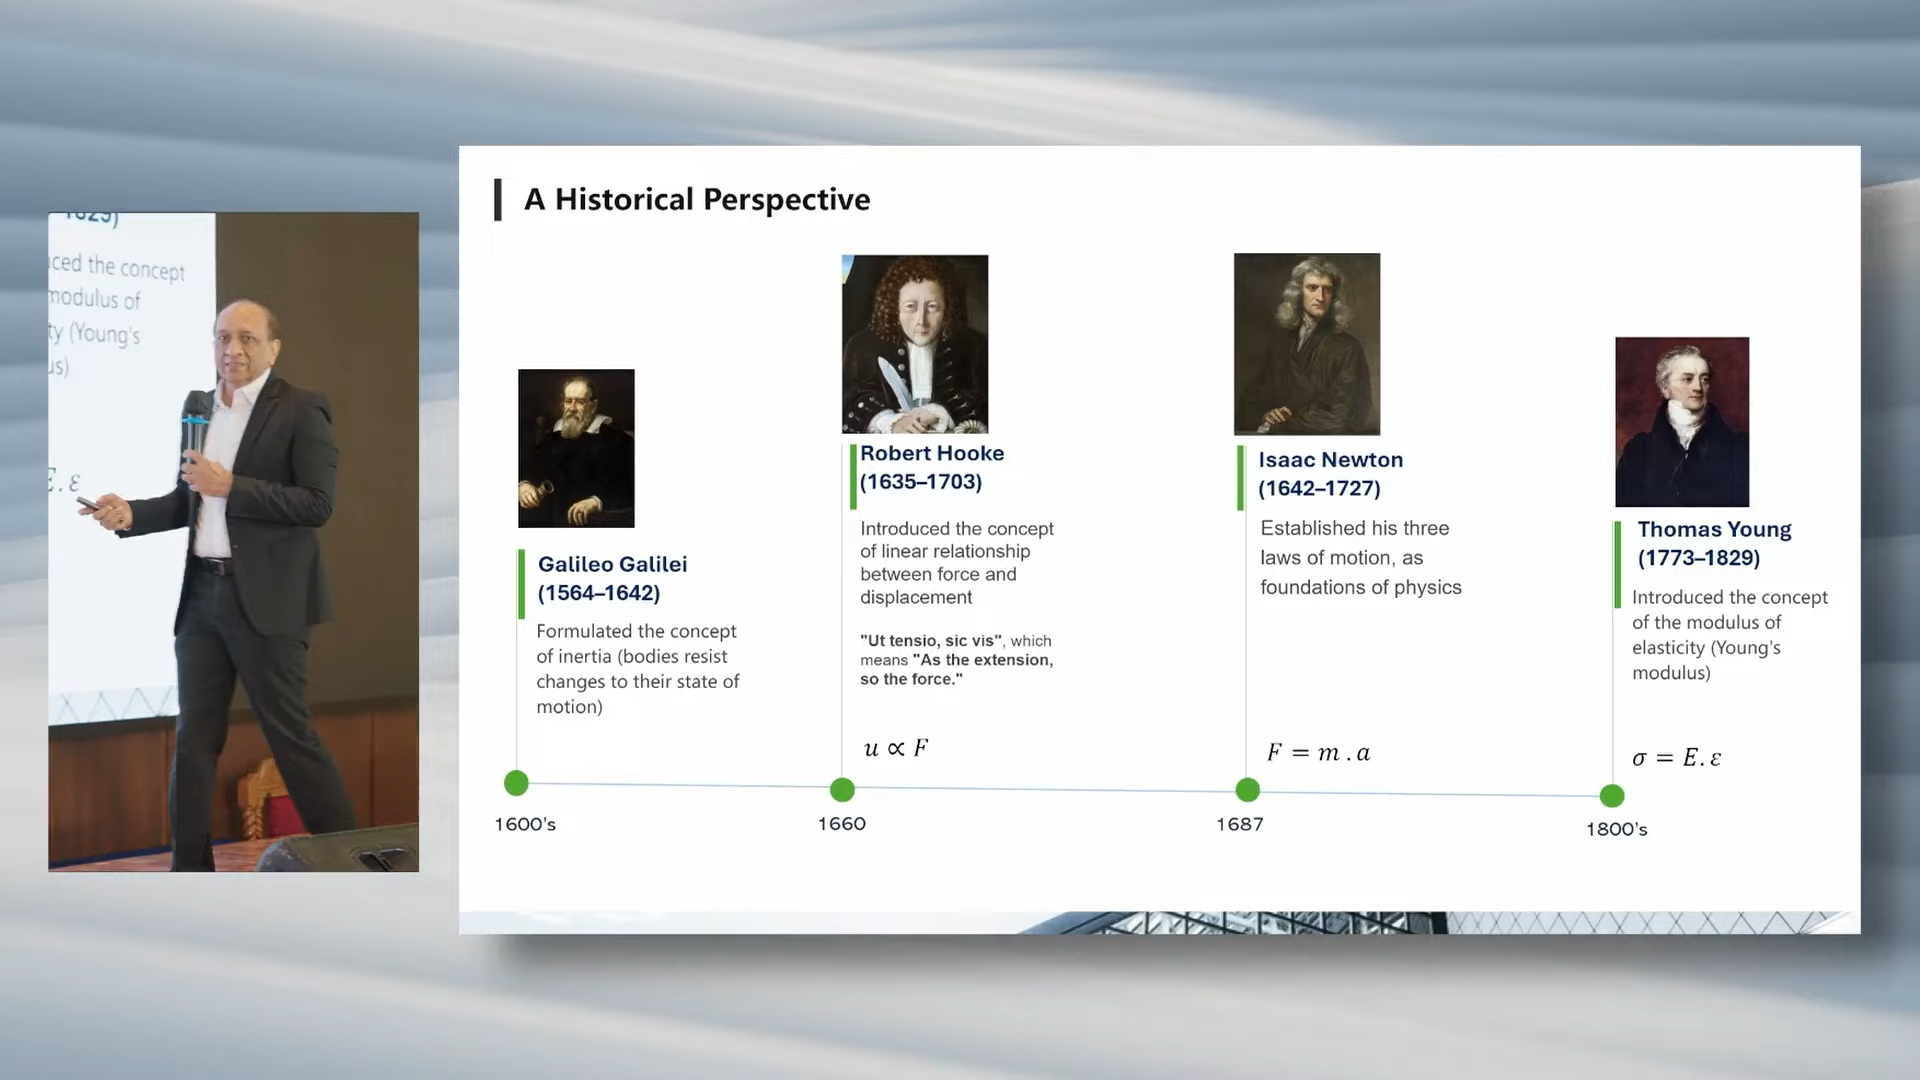 A Historical Perspective
Galileo Galilei
(1564–1642)
Formulated the concept
of inertia (bodies resist
changes to their state of
motion)
1600's
Robert Hooke
(1635–1703)
Introduced the concept
of linear relationship
between force and
displacement
"Ut tensio, sic vis", which
means "As the extension,
so the force."
u ∝ F
1660
Isaac Newton
(1642–1727)
Established his three
laws of motion, as
foundations of physics
F = m . a
1687
Thomas Young
(1773–1829)
Introduced the concept
of the modulus of
elasticity (Young's
modulus)
σ = E. ε
1800's
1829)
ced the concept
modulus of
ty (Young's
us)
E. ε